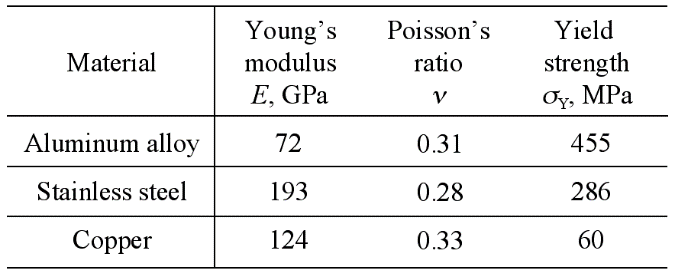 Material
Young's
modulus
E, GPa
Poisson's
ratio
ν
Yield
strength
σY, MPa
Aluminum alloy 72 0.31 455
Stainless steel 193 0.28 286
Copper 124 0.33 60